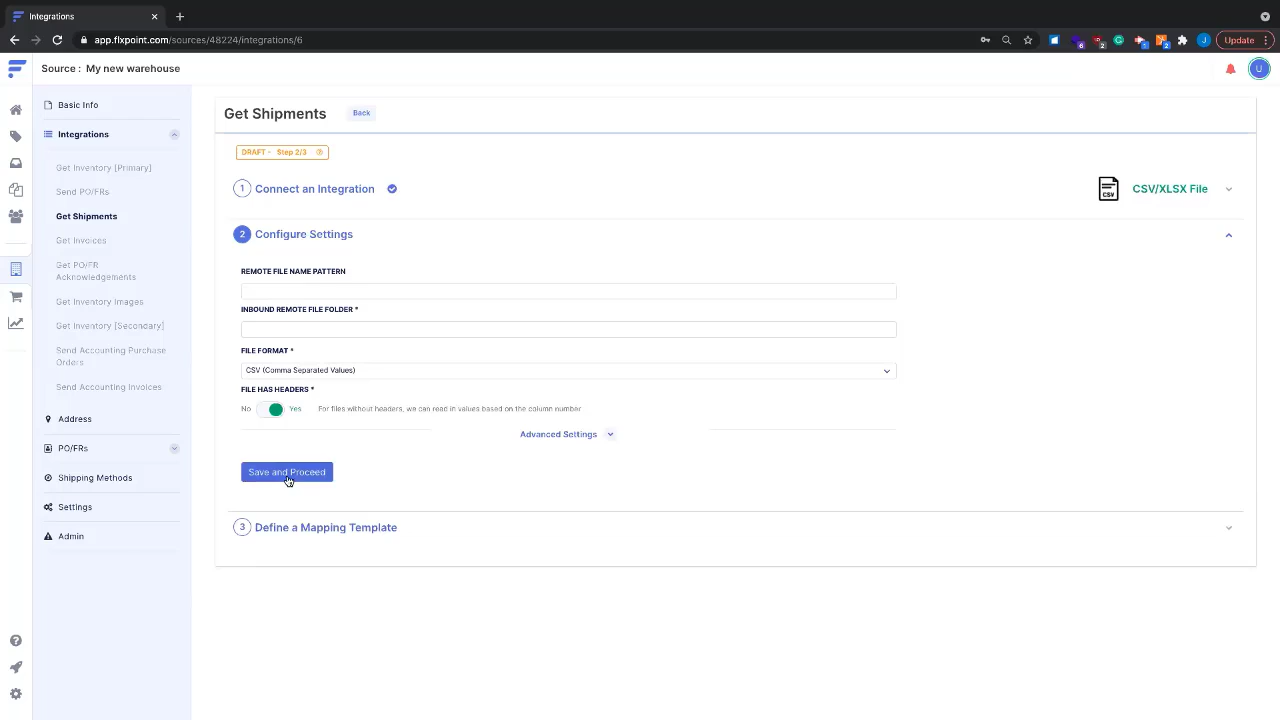 Integrations
app.flxpoint.com/sources/48224/integrations/6
6
2
1
2
J
Update
Source : My new warehouse
U
Basic Info
Integrations
Get Inventory [Primary]
Send PO/FRs
Get Shipments
Get Invoices
Get PO/FR
Acknowledgements
Get Inventory Images
Get Inventory [Secondary]
Send Accounting Purchase
Orders
Send Accounting Invoices
Address
PO/FRs
Shipping Methods
Settings
Admin
Get Shipments
Back
DRAFT - Step 2/3
1 Connect an Integration
CSV
CSV/XLSX File
2 Configure Settings
REMOTE FILE NAME PATTERN
INBOUND REMOTE FILE FOLDER *
FILE FORMAT *
CSV (Comma Separated Values)
FILE HAS HEADERS *
No Yes For files without headers, we can read in values based on the column number
Advanced Settings
Save and Proceed
3 Define a Mapping Template